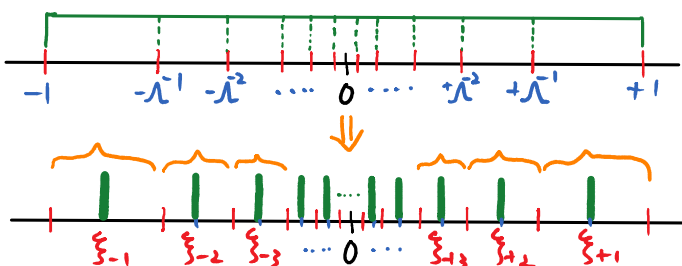 -1 -Λ⁻¹ -Λ⁻² ..... 0 .... +Λ⁻² +Λ⁻¹ +1
ξ₋₁ ξ₋₂ ξ₋₃ ..... 0 .... ξ₊₃ ξ₊₂ ξ₊₁